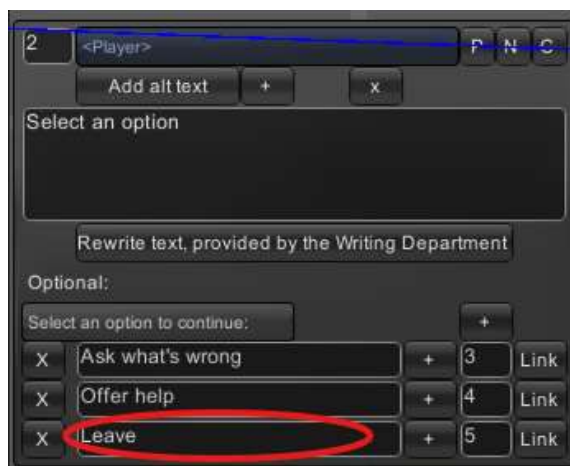 2 <Player> P N C
Add alt text + x
Select an option
Rewrite text, provided by the Writing Department
Optional:
Select an option to continue: +
X Ask what's wrong + 3 Link
X Offer help + 4 Link
X Leave + 5 Link